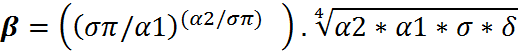 β = ((σπ/α1)^(α2/σπ) ) . ∜(α2 ∗ α1 ∗ σ ∗ δ)